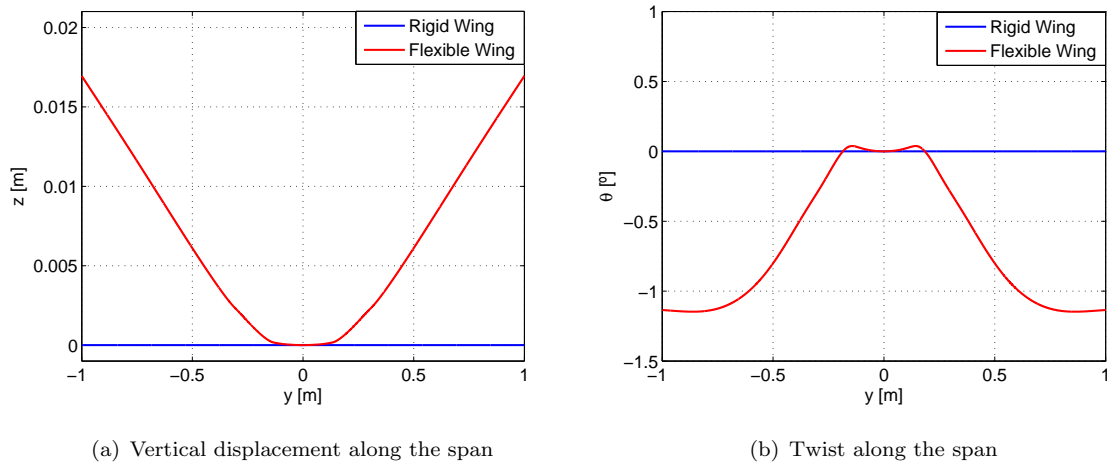 Rigid Wing
Flexible Wing
0.02
0.015
0.01
0.005
0
z [m]
−1
−0.5
0
0.5
1
y [m]
(a) Vertical displacement along the span
Rigid Wing
Flexible Wing
1
0.5
0
−0.5
−1
−1.5
θ [º]
−1
−0.5
0
0.5
1
y [m]
(b) Twist along the span